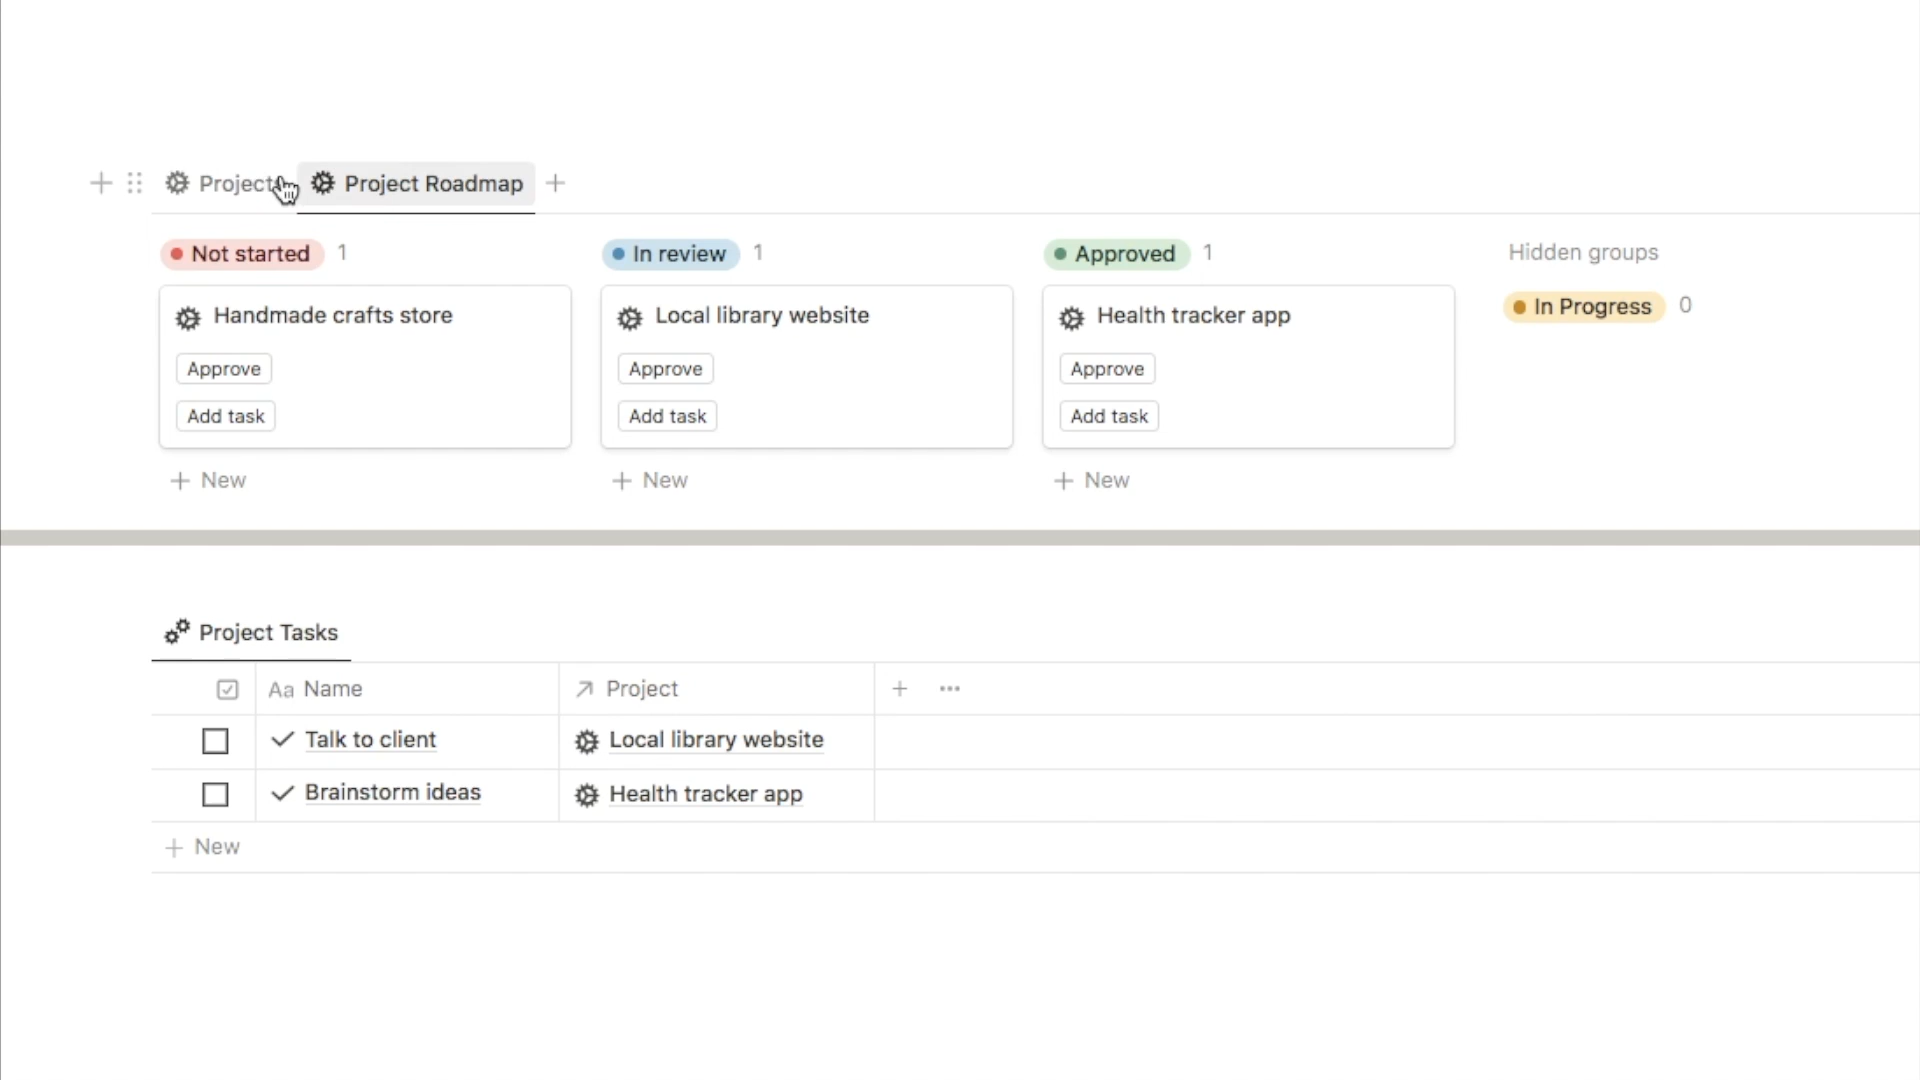 Project Project Roadmap
Not started 1 In review 1 Approved 1 Hidden groups
Handmade crafts store Local library website Health tracker app In Progress 0
Approve Approve Approve
Add task Add task Add task
New New New
Project Tasks
Aa Name Project
Talk to client Local library website
Brainstorm ideas Health tracker app
New